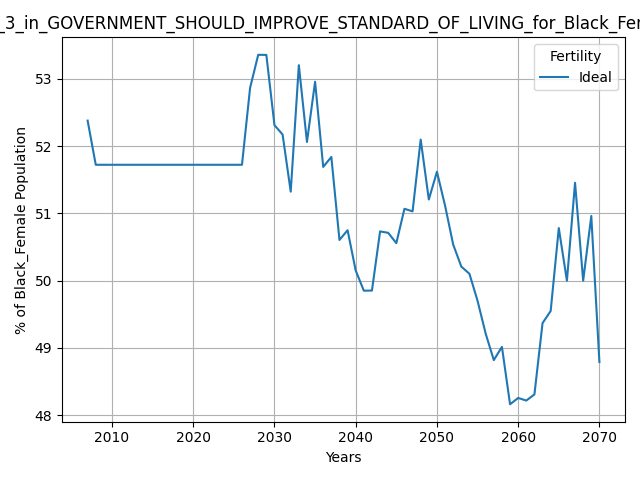 _3_in_GOVERNMENT_SHOULD_IMPROVE_STANDARD_OF_LIVING_for_Black_Fe
Fertility
Ideal
53
52
51
50
49
48
% of Black_Female Population
2010 2020 2030 2040 2050 2060 2070
Years